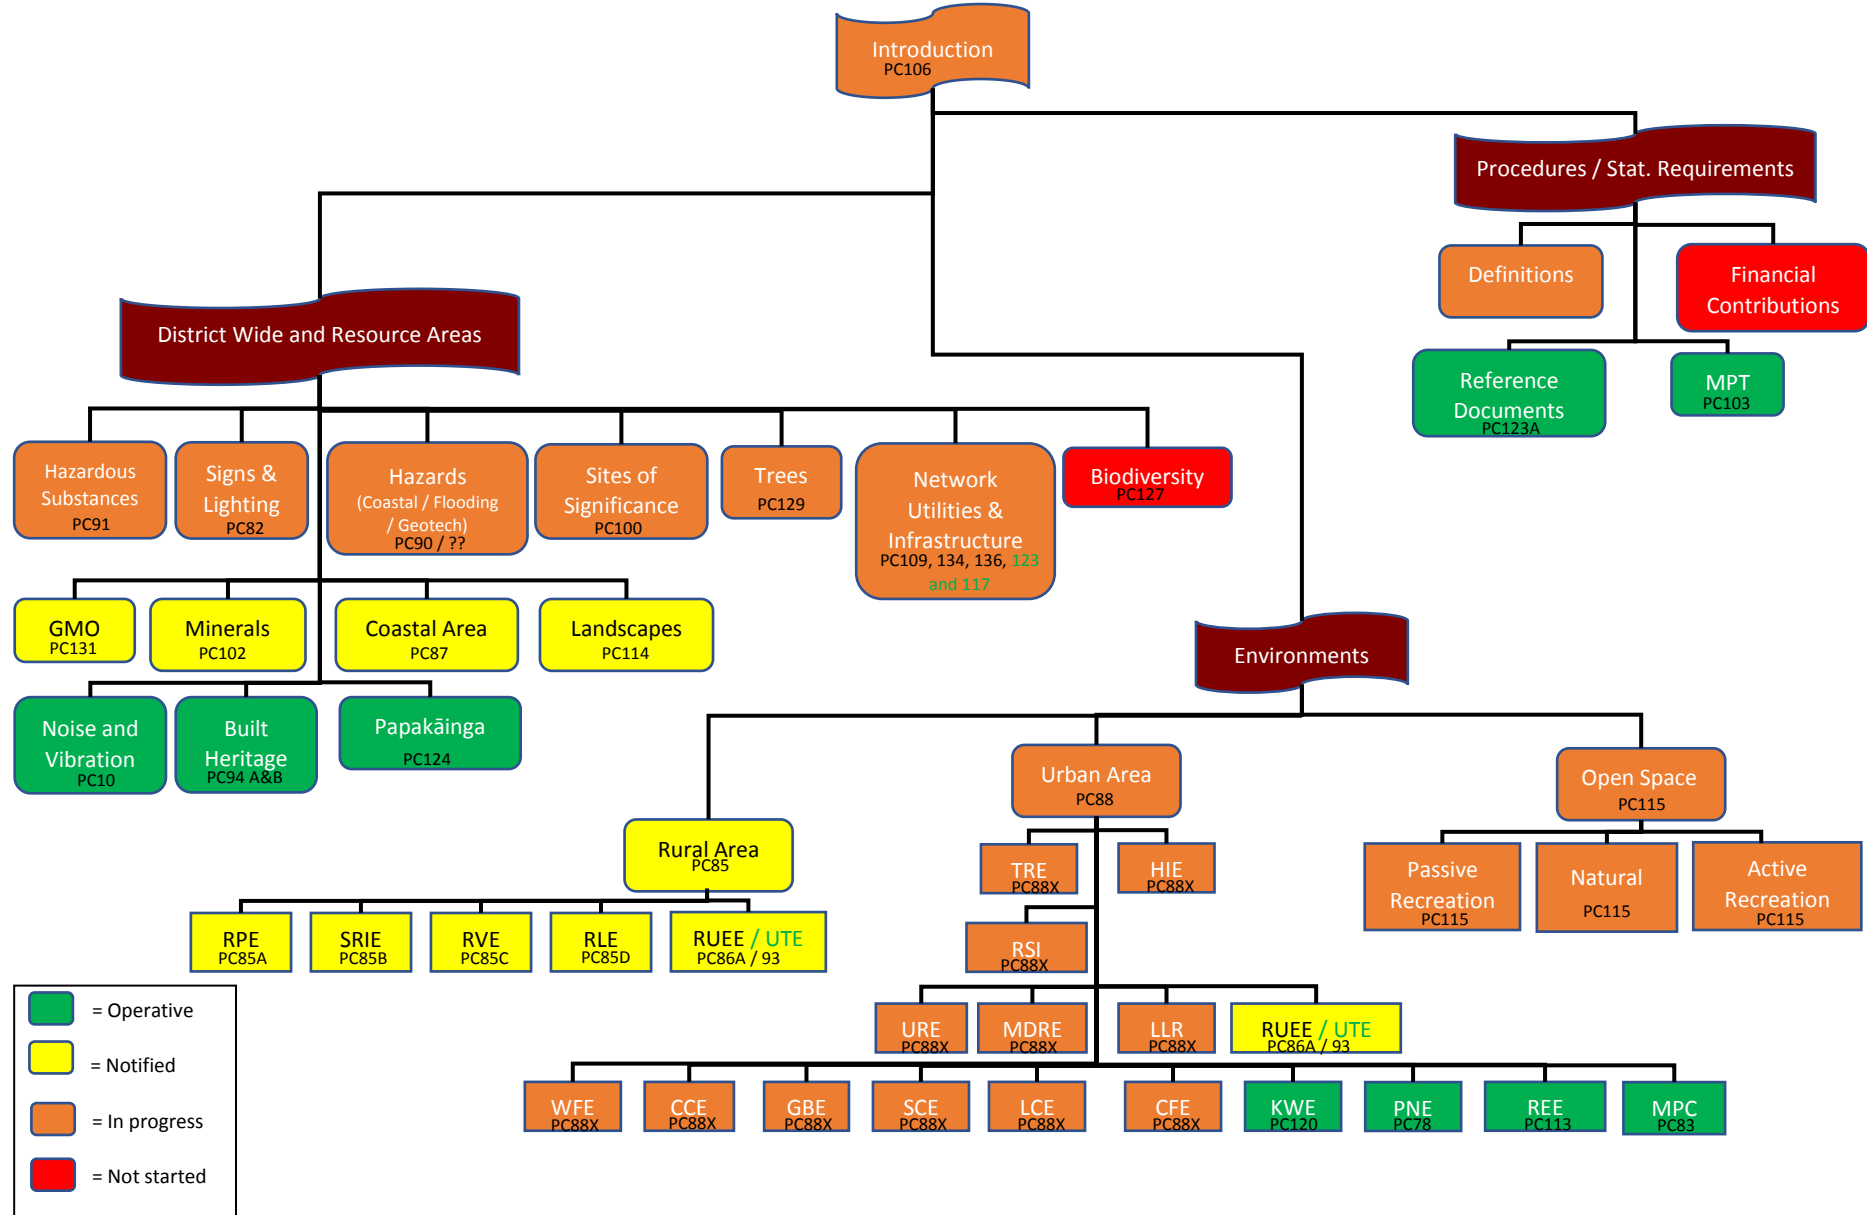 Introduction
PC106
Procedures / Stat. Requirements
Definitions
Financial
Contributions
Reference
Documents
PC123A
MPT
PC103
District Wide and Resource Areas
Hazardous
Substances
PC91
Signs &
Lighting
PC82
Hazards
(Coastal / Flooding
/ Geotech)
PC90 / ??
Sites of
Significance
PC100
Trees
PC129
Network
Utilities &
Infrastructure
PC109, 134, 136, 123
and 117
Biodiversity
PC127
GMO
PC131
Minerals
PC102
Coastal Area
PC87
Landscapes
PC114
Noise and
Vibration
PC10
Built
Heritage
PC94 A&B
Papakāinga
PC124
Environments
Rural Area
PC85
RPE
PC85A
SRIE
PC85B
RVE
PC85C
RLE
PC85D
RUEE / UTE
PC86A / 93
Urban Area
PC88
TRE
PC88X
HIE
PC88X
RSI
PC88X
URE
PC88X
MDRE
PC88X
LLR
PC88X
RUEE / UTE
PC86A / 93
WFE
PC88X
CCE
PC88X
GBE
PC88X
SCE
PC88X
LCE
PC88X
CFE
PC88X
KWE
PC120
PNE
PC78
REE
PC113
MPC
PC83
Open Space
PC115
Passive
Recreation
PC115
Natural
PC115
Active
Recreation
PC115
= Operative
= Notified
= In progress
= Not started